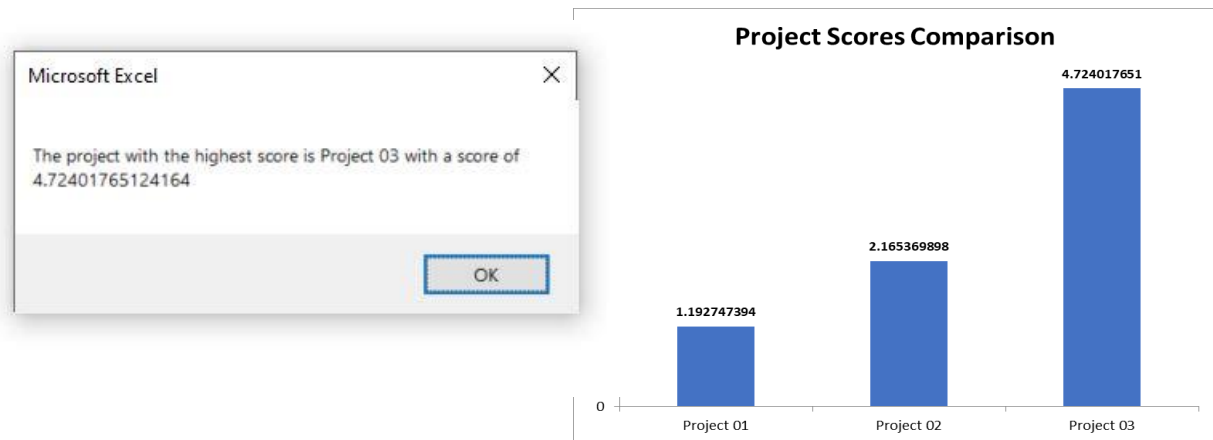 Microsoft Excel
The project with the highest score is Project 03 with a score of
4.72401765124164
OK
Project Scores Comparison
4.724017651
2.165369898
1.192747394
0
Project 01
Project 02
Project 03